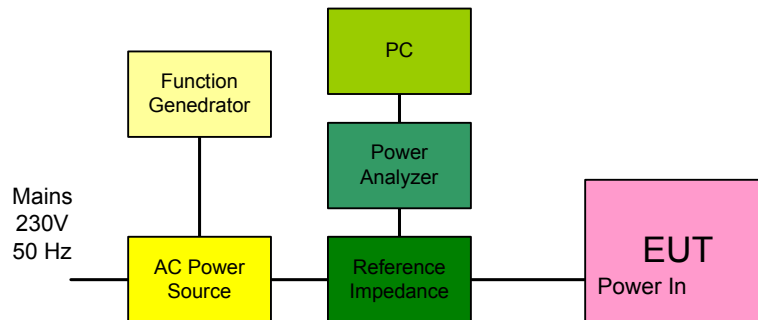 PC
Function
Genedrator
Power
Analyzer
Mains
230V
50 Hz
AC Power
Source
Reference
Impedance
EUT
Power In